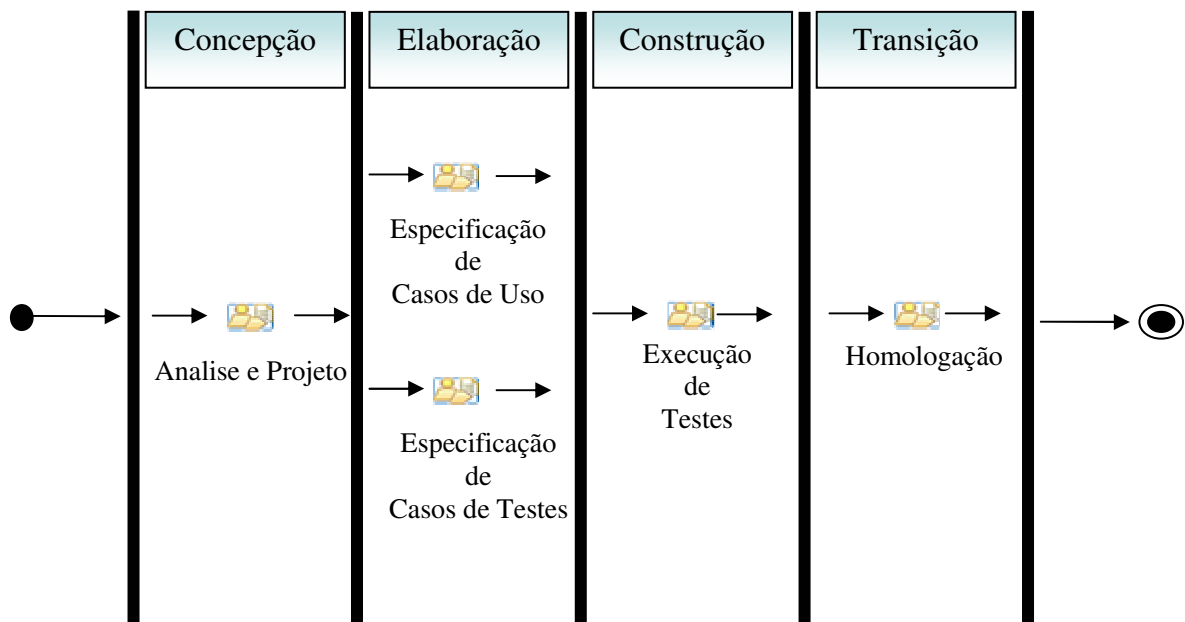 Concepção
Elaboração
Construção
Transição
Analise e Projeto
Especificação
de
Casos de Uso
Especificação
de
Casos de Testes
Execução
de
Testes
Homologação